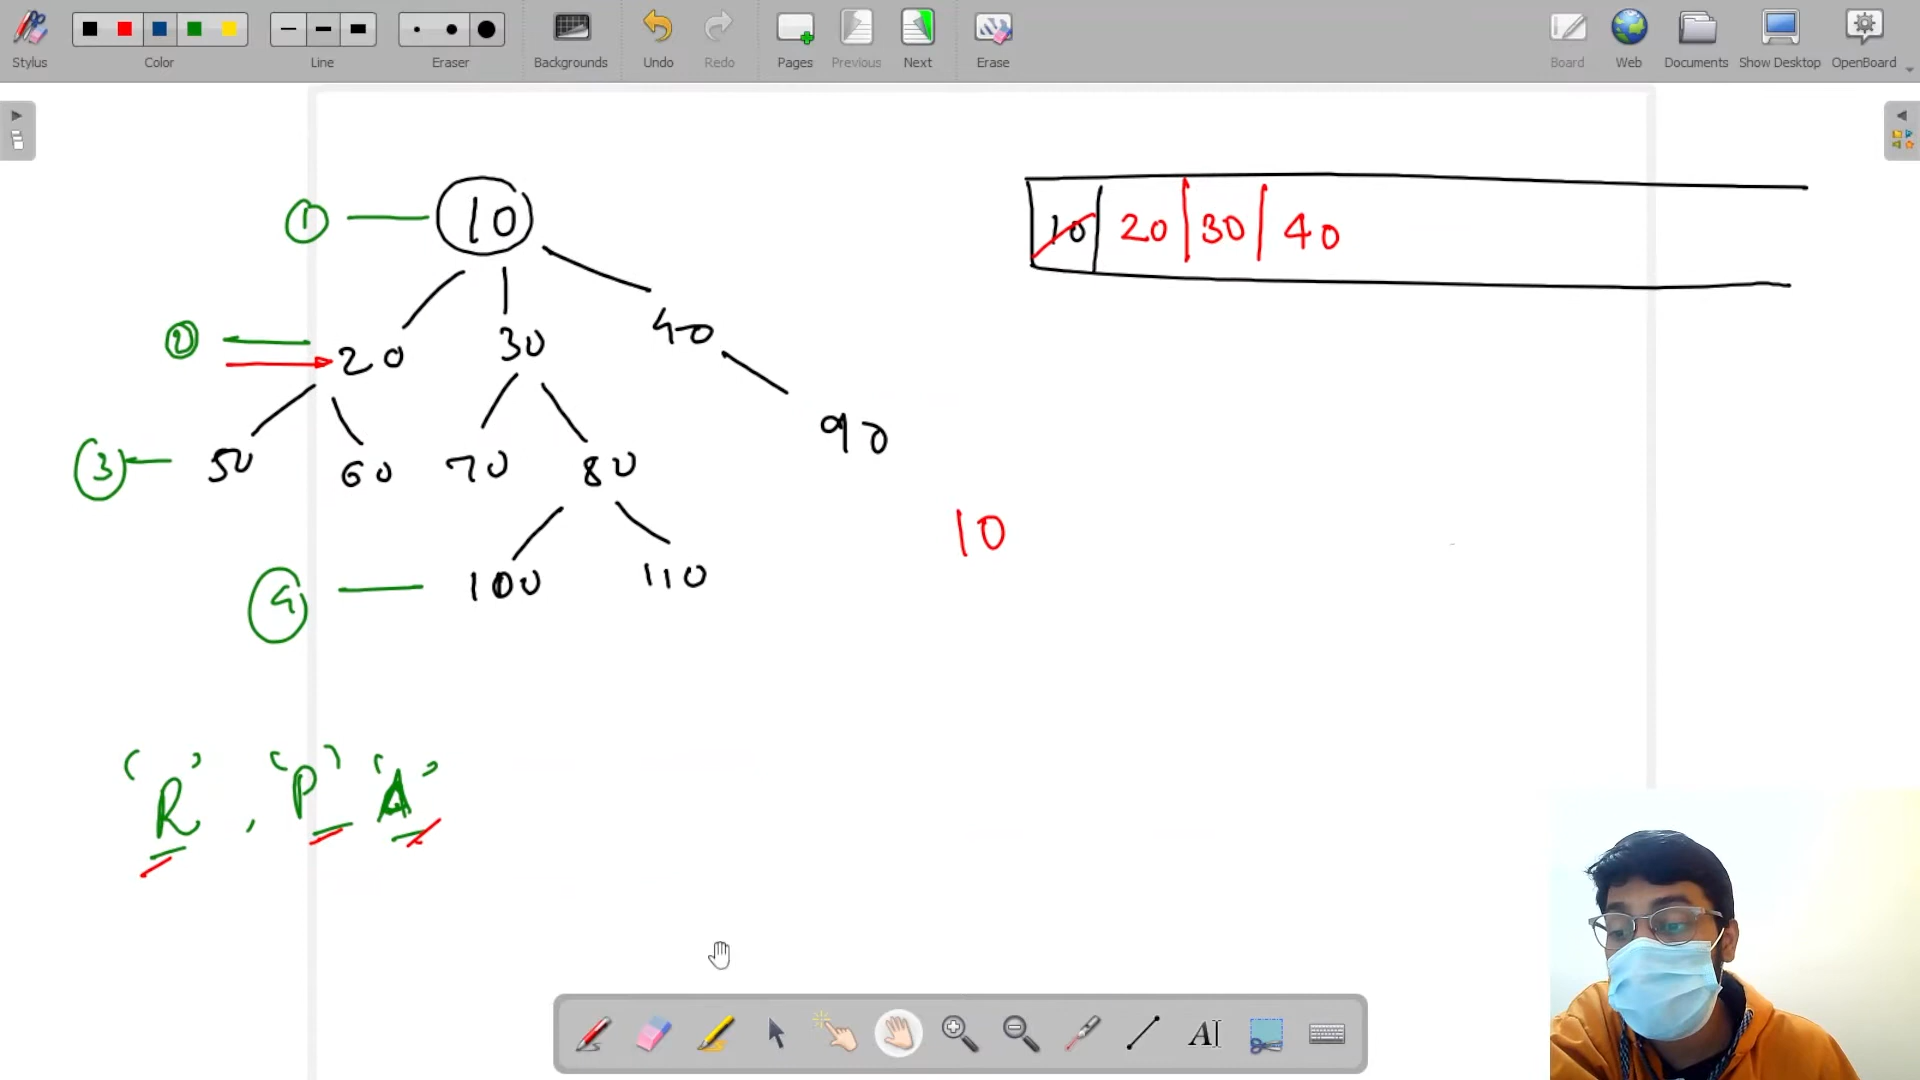 Stylus
Color
Line
Eraser
Backgrounds
Undo
Redo
Pages
Previous
Next
Erase
Board
Web
Documents
Show Desktop
OpenBoard
1 10
10 20 30 40
2 20 30 40
3 50 60 70 80 90
10
4 100 110
'R', 'P' 'A'
A